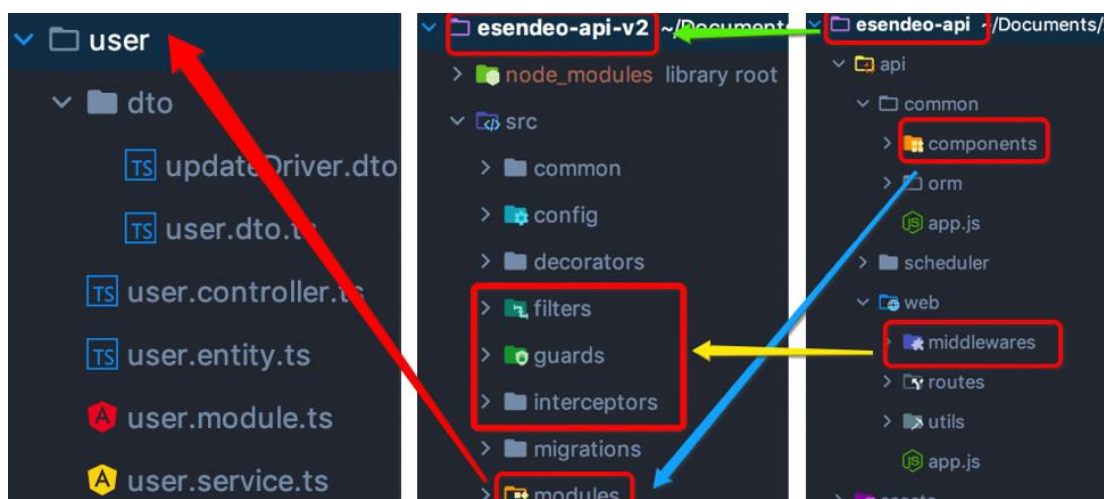 user
dto
updateDriver.dto
user.dto.ts
user.controller.ts
user.entity.ts
user.module.ts
user.service.ts
esendeo-api-v2 ~/Documents
node_modules library root
src
common
config
decorators
filters
guards
interceptors
migrations
modules
esendeo-api ~/Documents/
api
common
components
orm
app.js
scheduler
web
middlewares
routes
utils
app.js